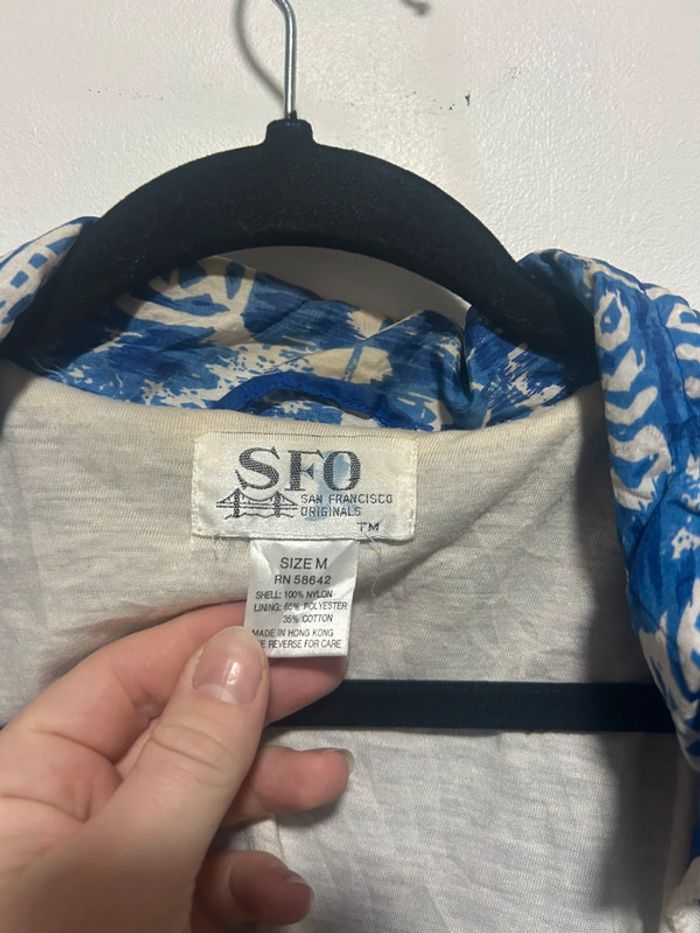 SFO
SAN FRANCISCO
ORIGINALS
TM
SIZE M
RN 58642
SHELL: 100% NYLON
LINING: 65% POLYESTER
35% COTTON
MADE IN HONG KONG
REVERSE FOR CARE